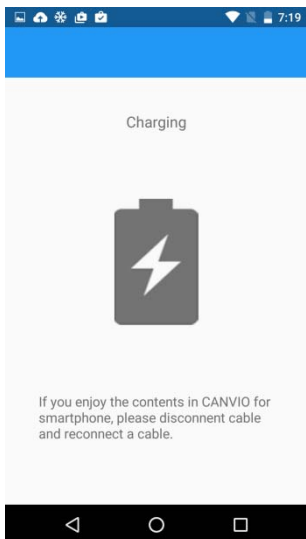 7:19
Charging
If you enjoy the contents in CANVIO for
smartphone, please disconnent cable
and reconnect a cable.